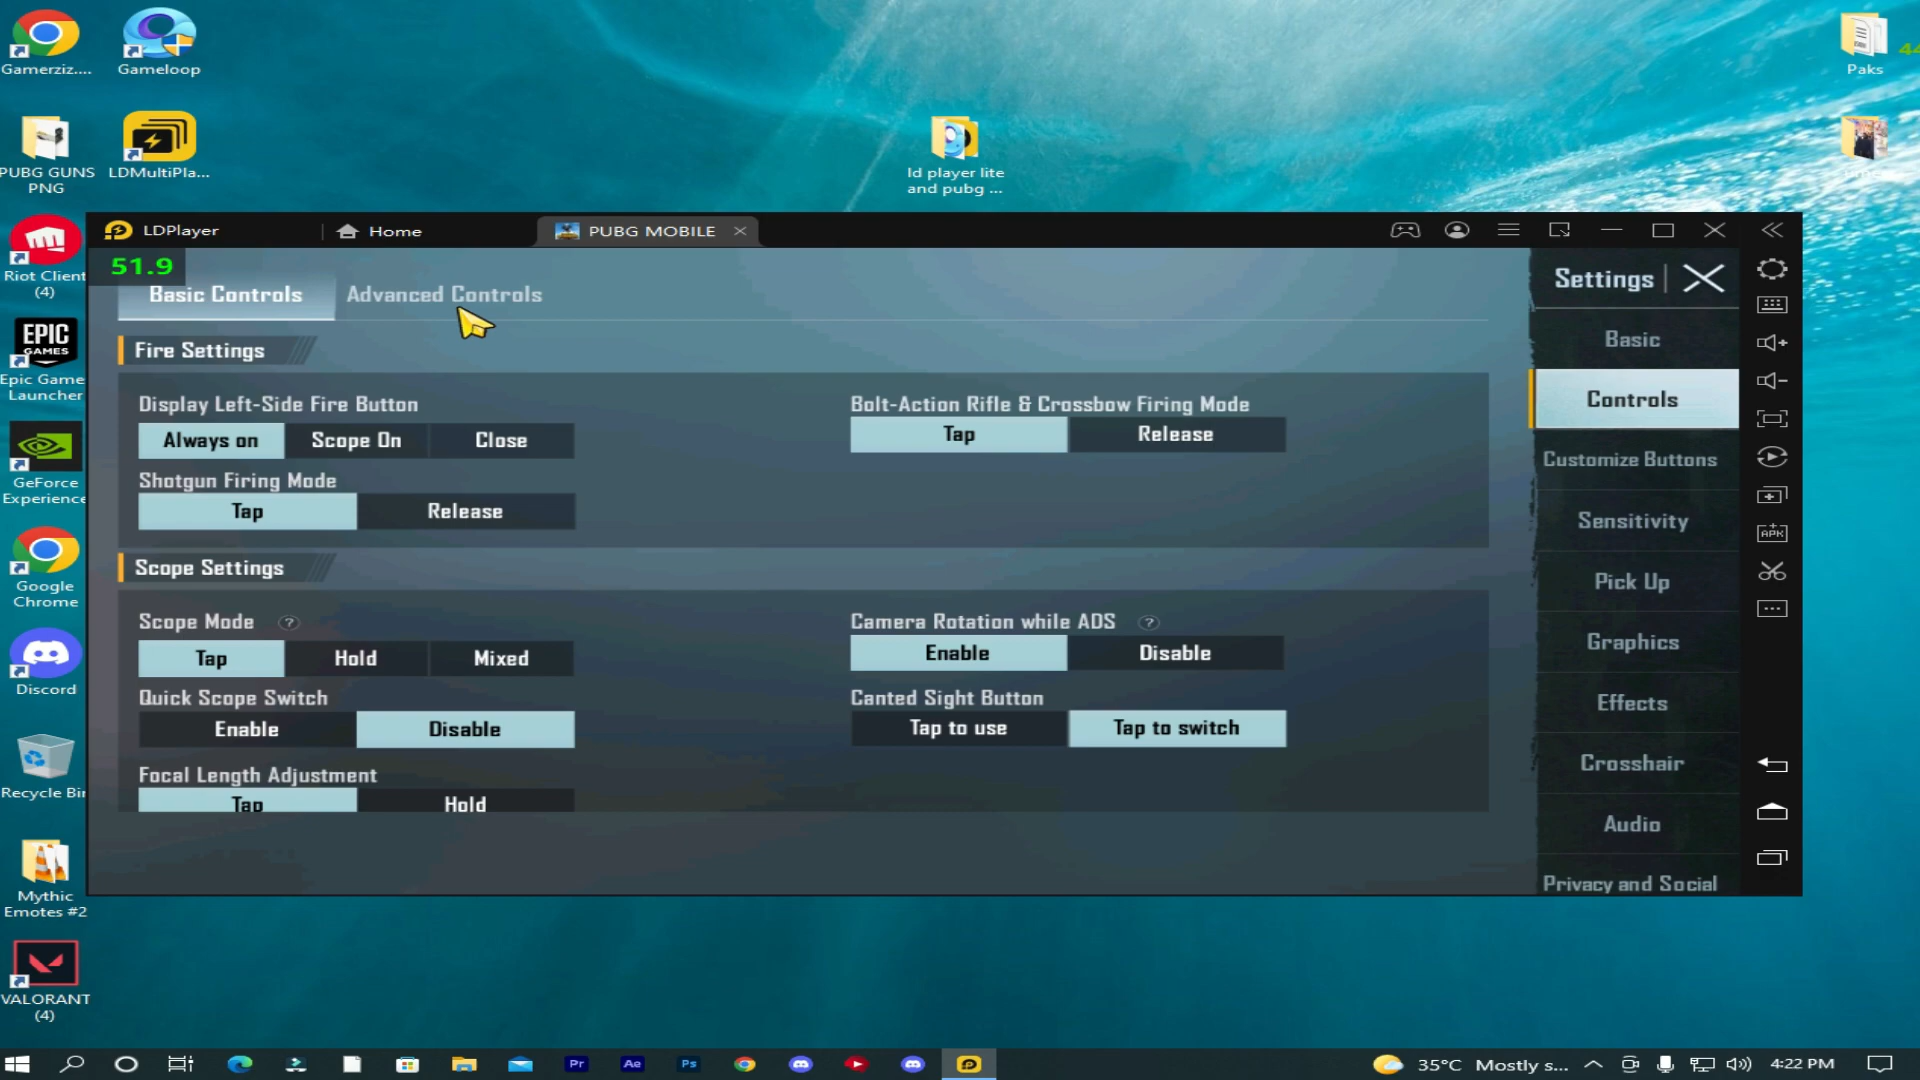 Gamerziz....
Gameloop
Paks
44
PUBG GUNS
PNG
LDMultiPla...
ld player lite
and pubg ...
LDPlayer
Home
PUBG MOBILE
51.9
Basic Controls
Advanced Controls
Settings
Fire Settings
Display Left-Side Fire Button
Always on
Scope On
Close
Bolt-Action Rifle & Crossbow Firing Mode
Tap
Release
Shotgun Firing Mode
Tap
Release
Scope Settings
Scope Mode
?
Tap
Hold
Mixed
Camera Rotation while ADS
?
Enable
Disable
Quick Scope Switch
Enable
Disable
Canted Sight Button
Tap to use
Tap to switch
Focal Length Adjustment
Tap
Hold
Basic
Controls
Customize Buttons
Sensitivity
Pick Up
Graphics
Effects
Crosshair
Audio
Privacy and Social
APK
Riot Client
(4)
EPIC
GAMES
Epic Game
Launcher
GeForce
Experience
Google
Chrome
Discord
Recycle Bin
Mythic
Emotes #2
VALORANT
(4)
Pr
Ae
Ps
35°C Mostly s...
4:22 PM